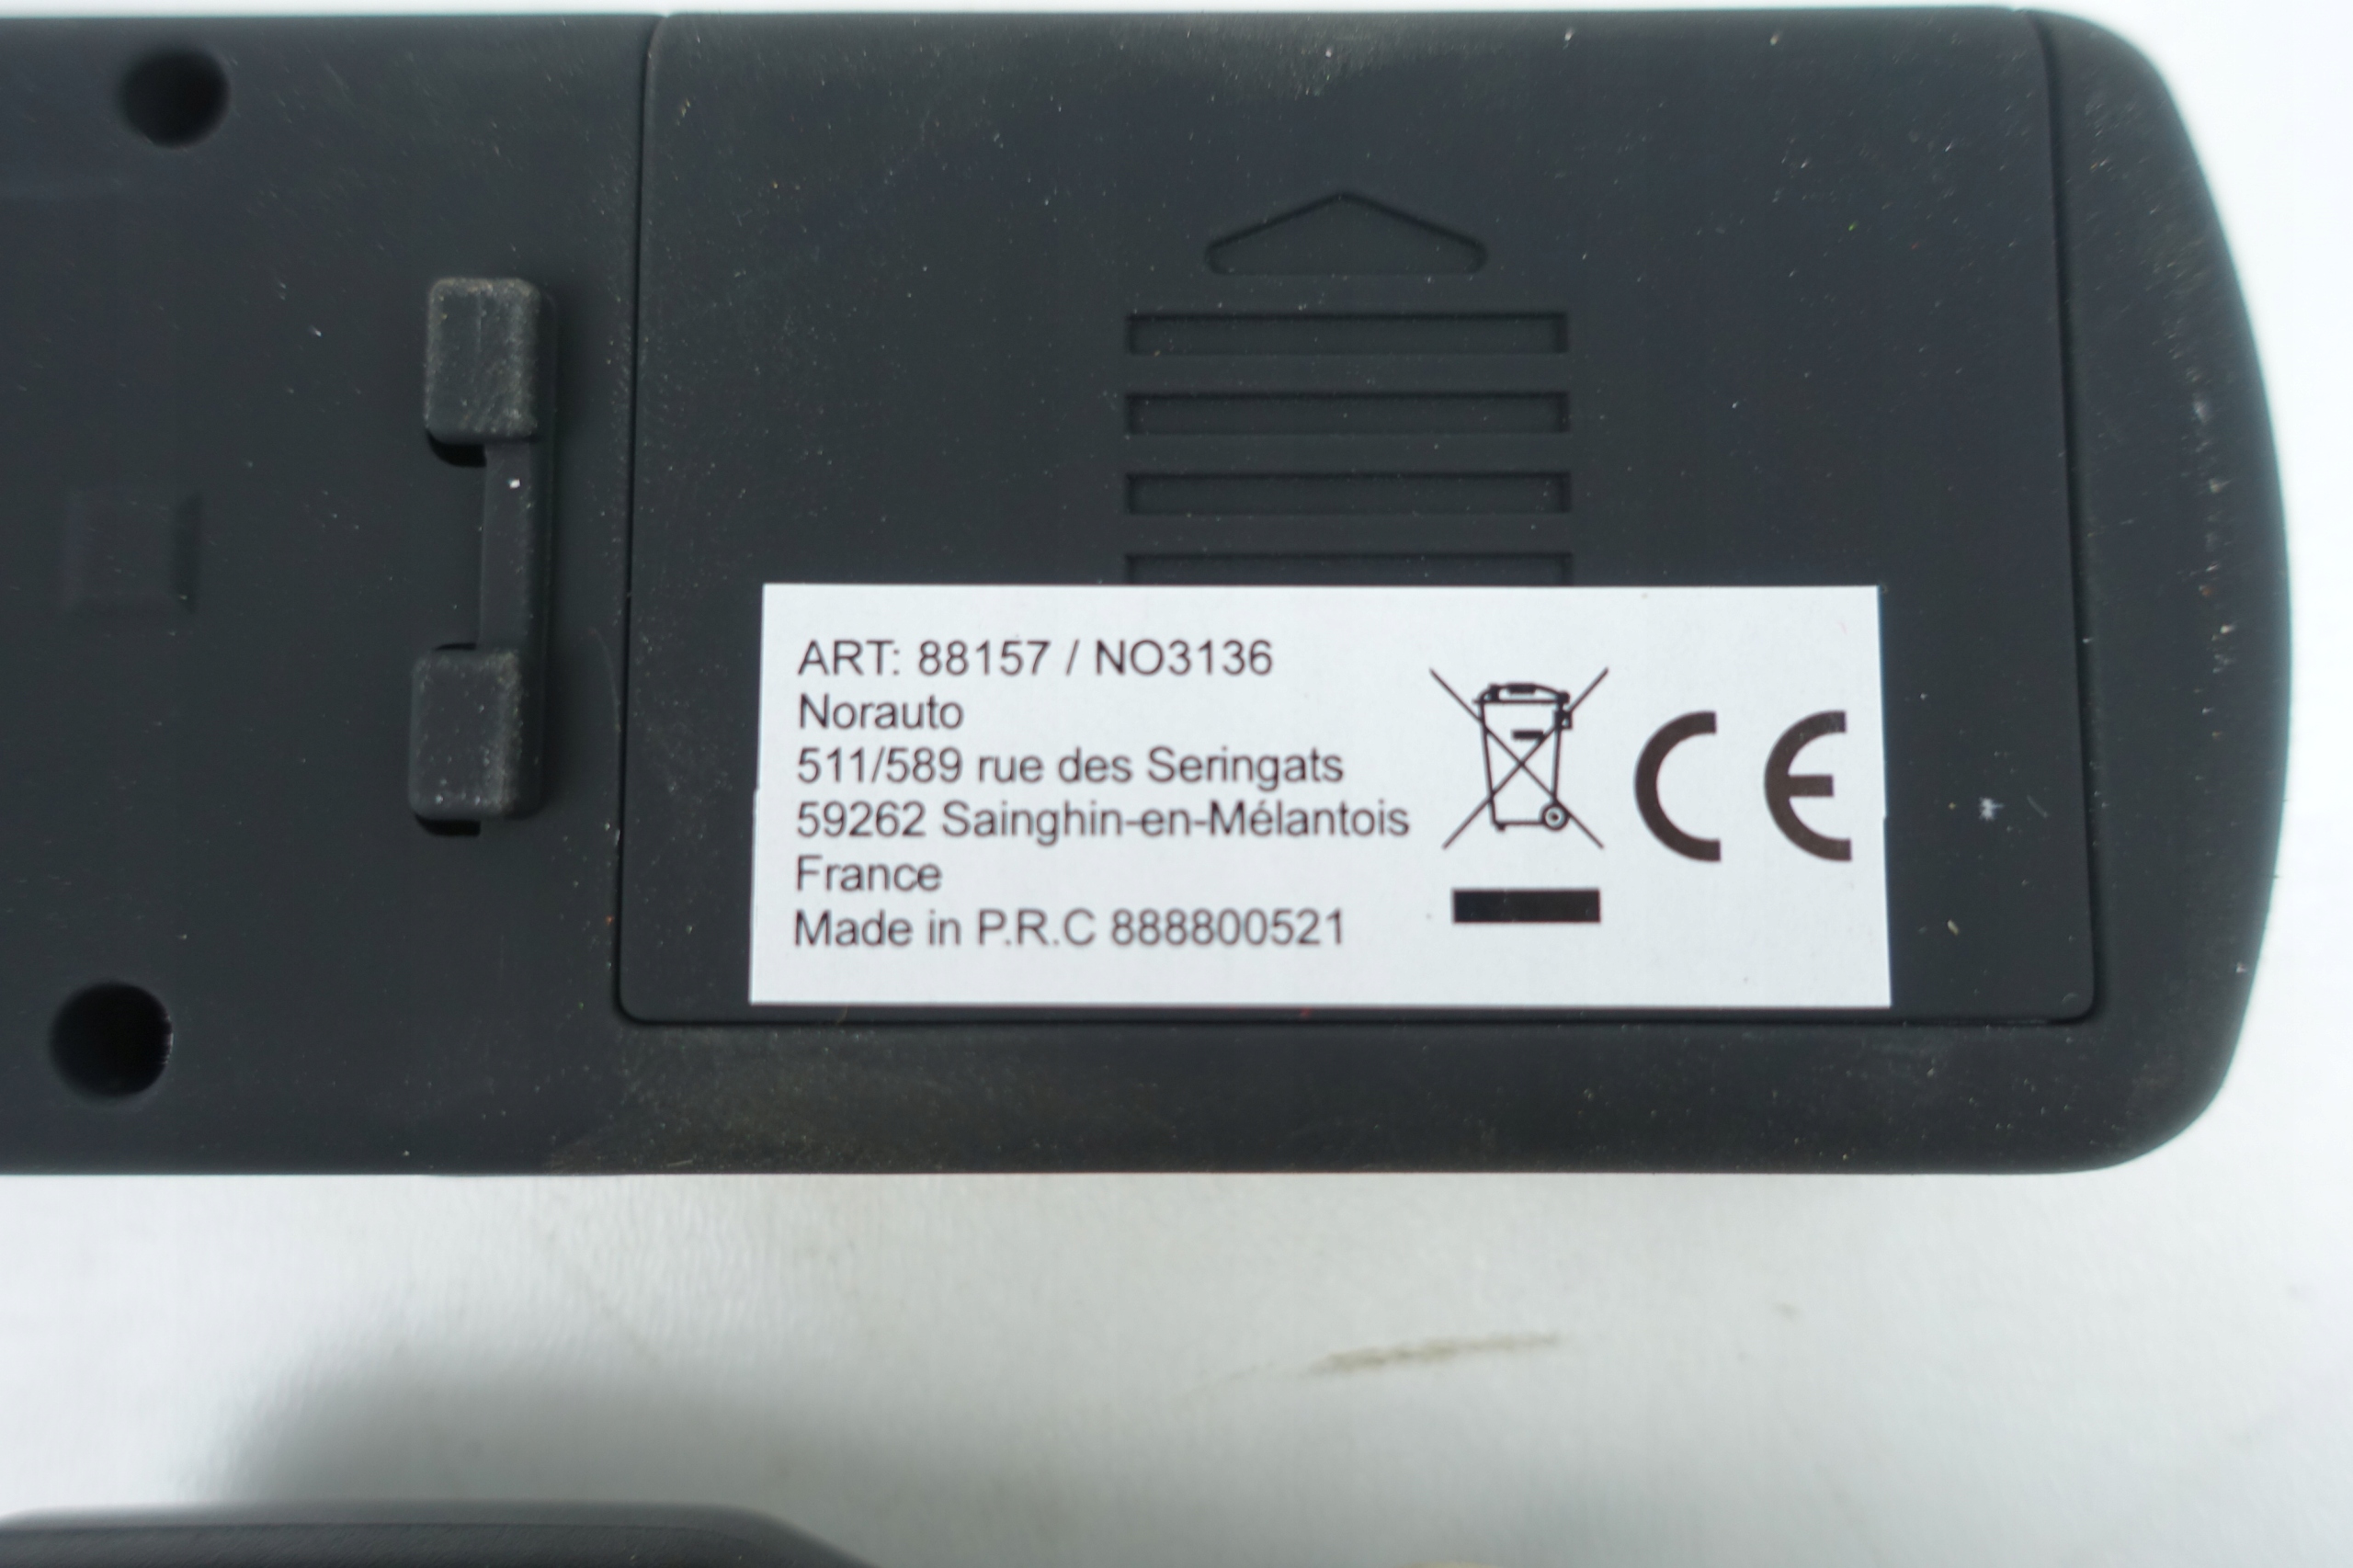 ART: 88157 / NO3136
Norauto
511/589 rue des Seringats
59262 Sainghin-en-Mélantois
France
Made in P.R.C 888800521
CE